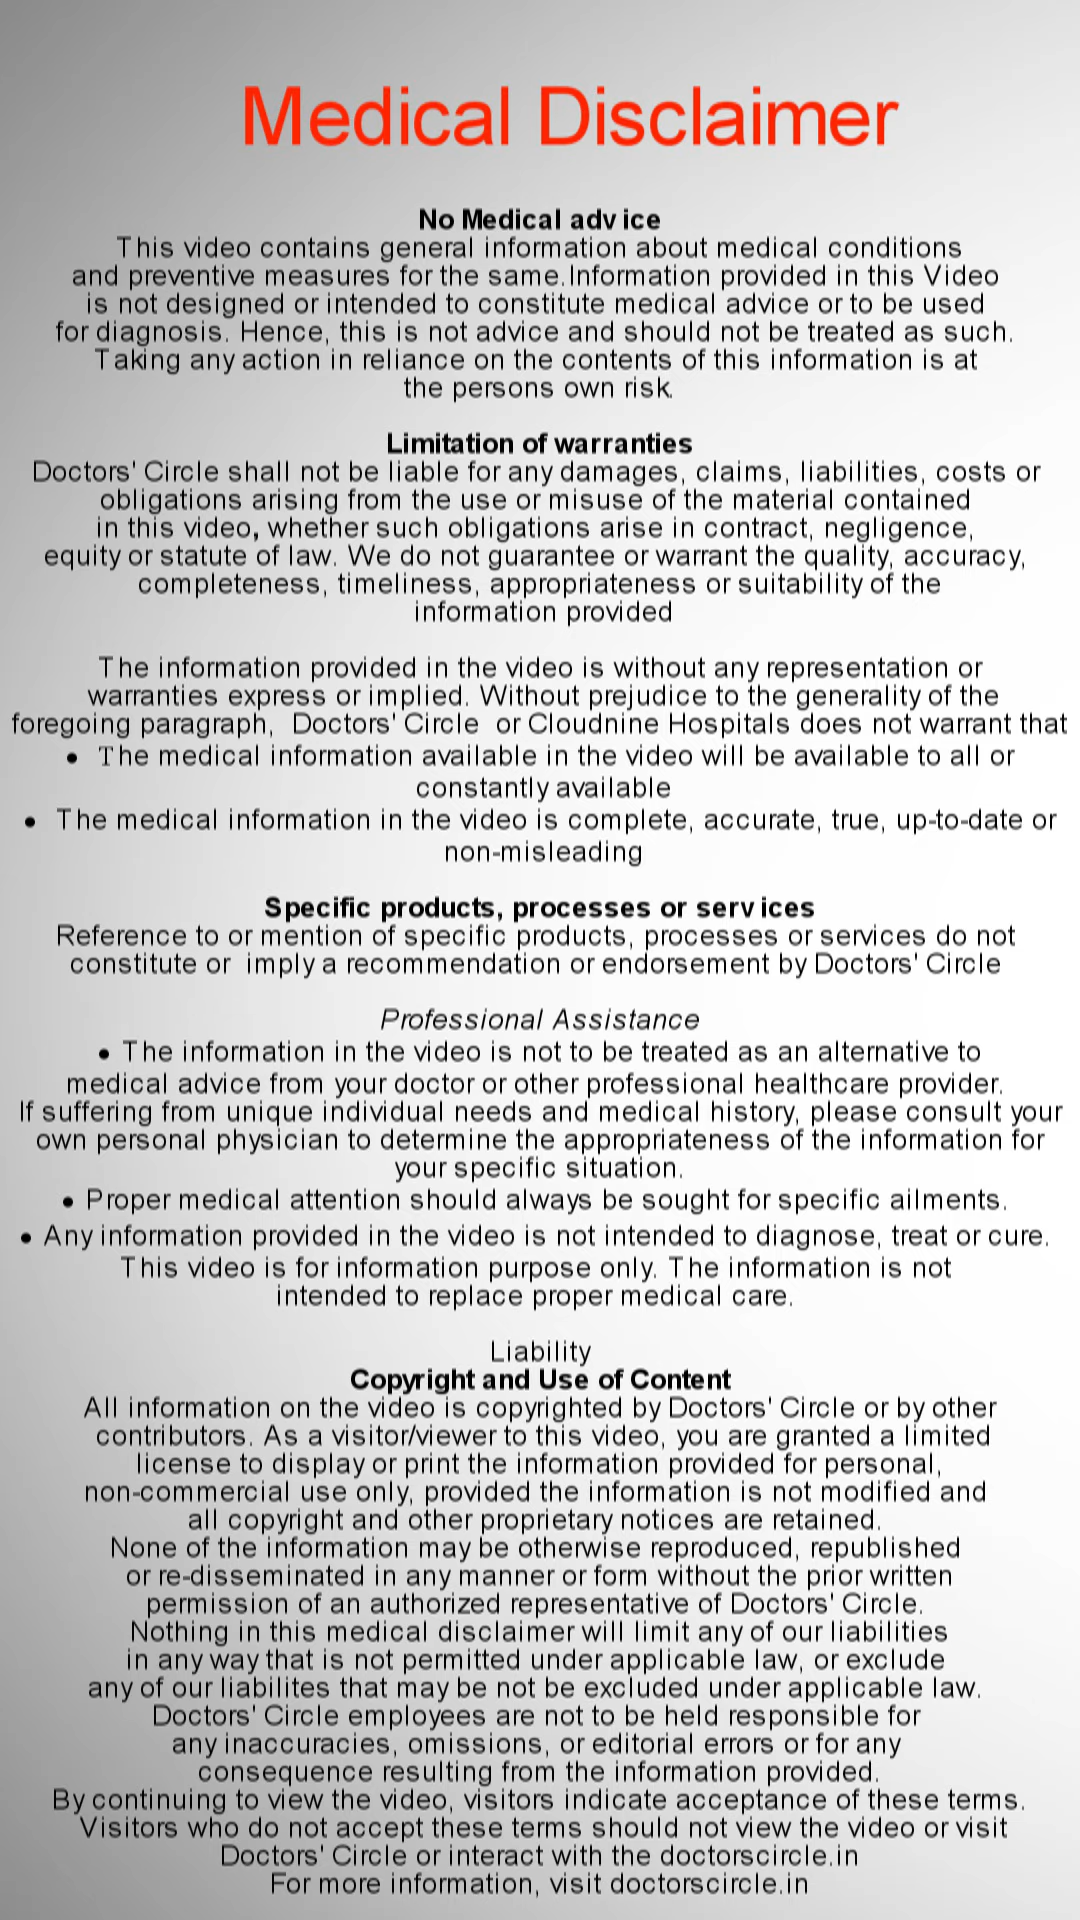 Medical Disclaimer
No Medical advice
This video contains general information about medical conditions
and preventive measures for the same.Information provided in this Video
is not designed or intended to constitute medical advice or to be used
for diagnosis. Hence, this is not advice and should not be treated as such.
Taking any action in reliance on the contents of this information is at
the persons own risk.
Limitation of warranties
Doctors' Circle shall not be liable for any damages, claims, liabilities, costs or
obligations arising from the use or misuse of the material contained
in this video, whether such obligations arise in contract, negligence,
equity or statute of law. We do not guarantee or warrant the quality, accuracy,
completeness, timeliness, appropriateness or suitability of the
information provided
The information provided in the video is without any representation or
warranties express or implied. Without prejudice to the generality of the
foregoing paragraph,  Doctors' Circle  or Cloudnine Hospitals does not warrant that
• The medical information available in the video will be available to all or
constantly available
• The medical information in the video is complete, accurate, true, up-to-date or
non-misleading
Specific products, processes or services
Reference to or mention of specific products, processes or services do not
constitute or  imply a recommendation or endorsement by Doctors' Circle
Professional Assistance
• The information in the video is not to be treated as an alternative to
medical advice from your doctor or other professional healthcare provider.
If suffering from unique individual needs and medical history, please consult your
own personal physician to determine the appropriateness of the information for
your specific situation.
• Proper medical attention should always be sought for specific ailments.
• Any information provided in the video is not intended to diagnose, treat or cure.
This video is for information purpose only. The information is not
intended to replace proper medical care.
Liability
Copyright and Use of Content
All information on the video is copyrighted by Doctors' Circle or by other
contributors. As a visitor/viewer to this video, you are granted a limited
license to display or print the information provided for personal,
non-commercial use only, provided the information is not modified and
all copyright and other proprietary notices are retained.
None of the information may be otherwise reproduced, republished
or re-disseminated in any manner or form without the prior written
permission of an authorized representative of Doctors' Circle.
Nothing in this medical disclaimer will limit any of our liabilities
in any way that is not permitted under applicable law, or exclude
any of our liabilites that may be not be excluded under applicable law.
Doctors' Circle employees are not to be held responsible for
any inaccuracies, omissions, or editorial errors or for any
consequence resulting from the information provided.
By continuing to view the video, visitors indicate acceptance of these terms.
Visitors who do not accept these terms should not view the video or visit
Doctors' Circle or interact with the doctorscircle.in
For more information, visit doctorscircle.in